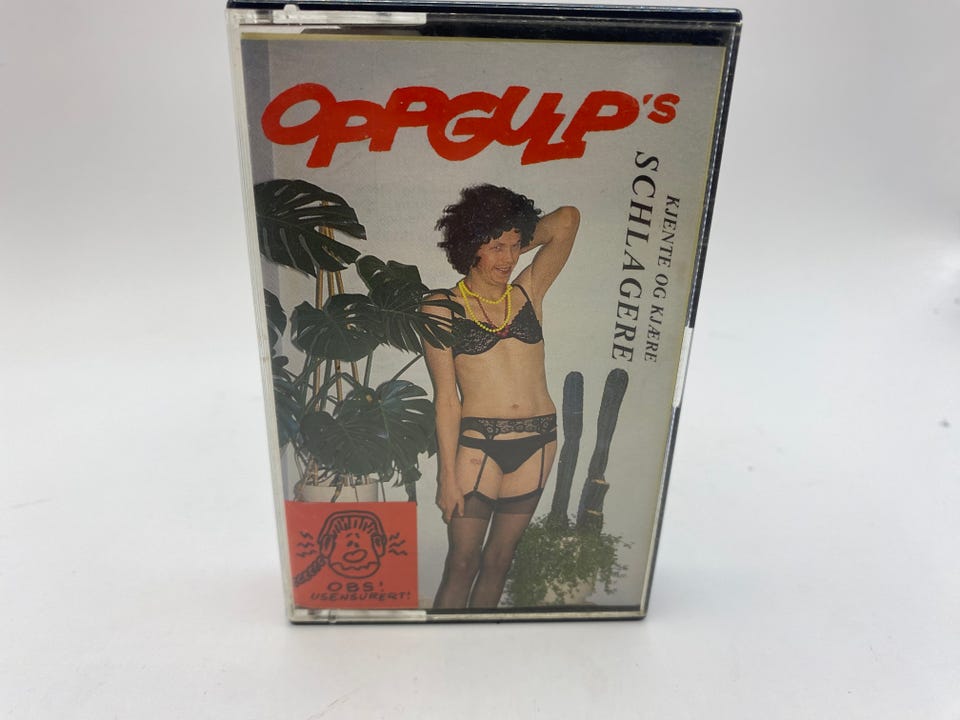 OPPGULP's
KJENTE OG KJÆRE
SCHLAGERE
OBS!
USENSURERT!